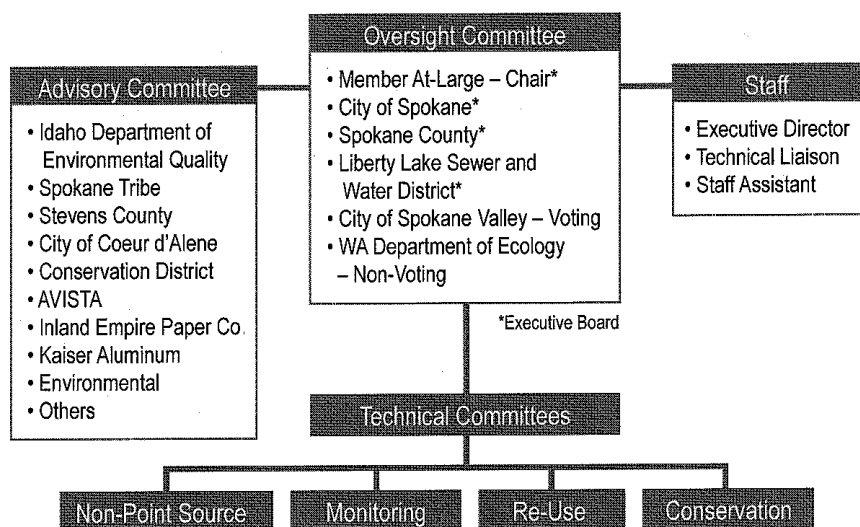 Oversight Committee
• Member At-Large – Chair*
• City of Spokane*
• Spokane County*
• Liberty Lake Sewer and
Water District*
• City of Spokane Valley – Voting
• WA Department of Ecology
– Non-Voting
*Executive Board
Advisory Committee
• Idaho Department of
Environmental Quality
• Spokane Tribe
• Stevens County
• City of Coeur d'Alene
• Conservation District
• AVISTA
• Inland Empire Paper Co.
• Kaiser Aluminum
• Environmental
• Others
Staff
• Executive Director
• Technical Liaison
• Staff Assistant
Technical Committees
Non-Point Source
Monitoring
Re-Use
Conservation